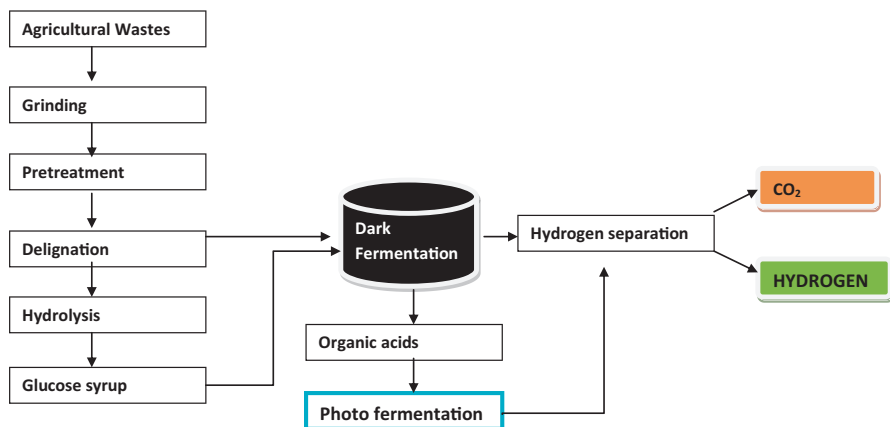 Agricultural Wastes
Grinding
Pretreatment
Delignation
Hydrolysis
Glucose syrup
Dark
Fermentation
Organic acids
Photo fermentation
Hydrogen separation
CO₂
HYDROGEN